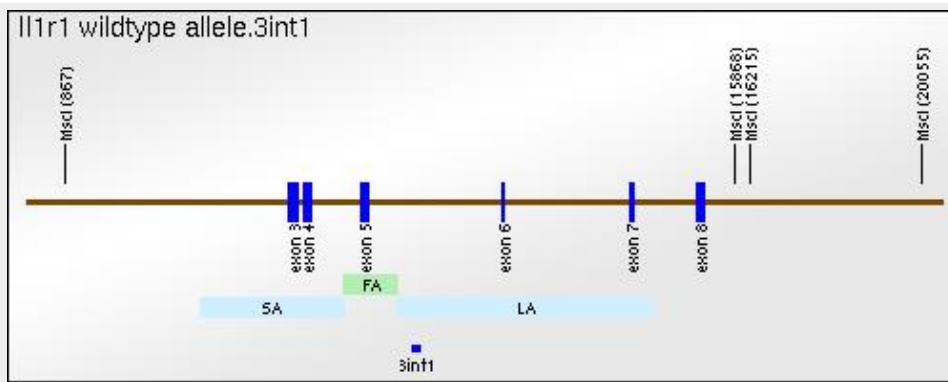 Il1r1 wildtype allele.3int1
MscI (867)
MscI (15868)
MscI (16215)
MscI (20055)
exon 3
exon 4
exon 5
exon 6
exon 7
exon 8
FA
SA
LA
3int1